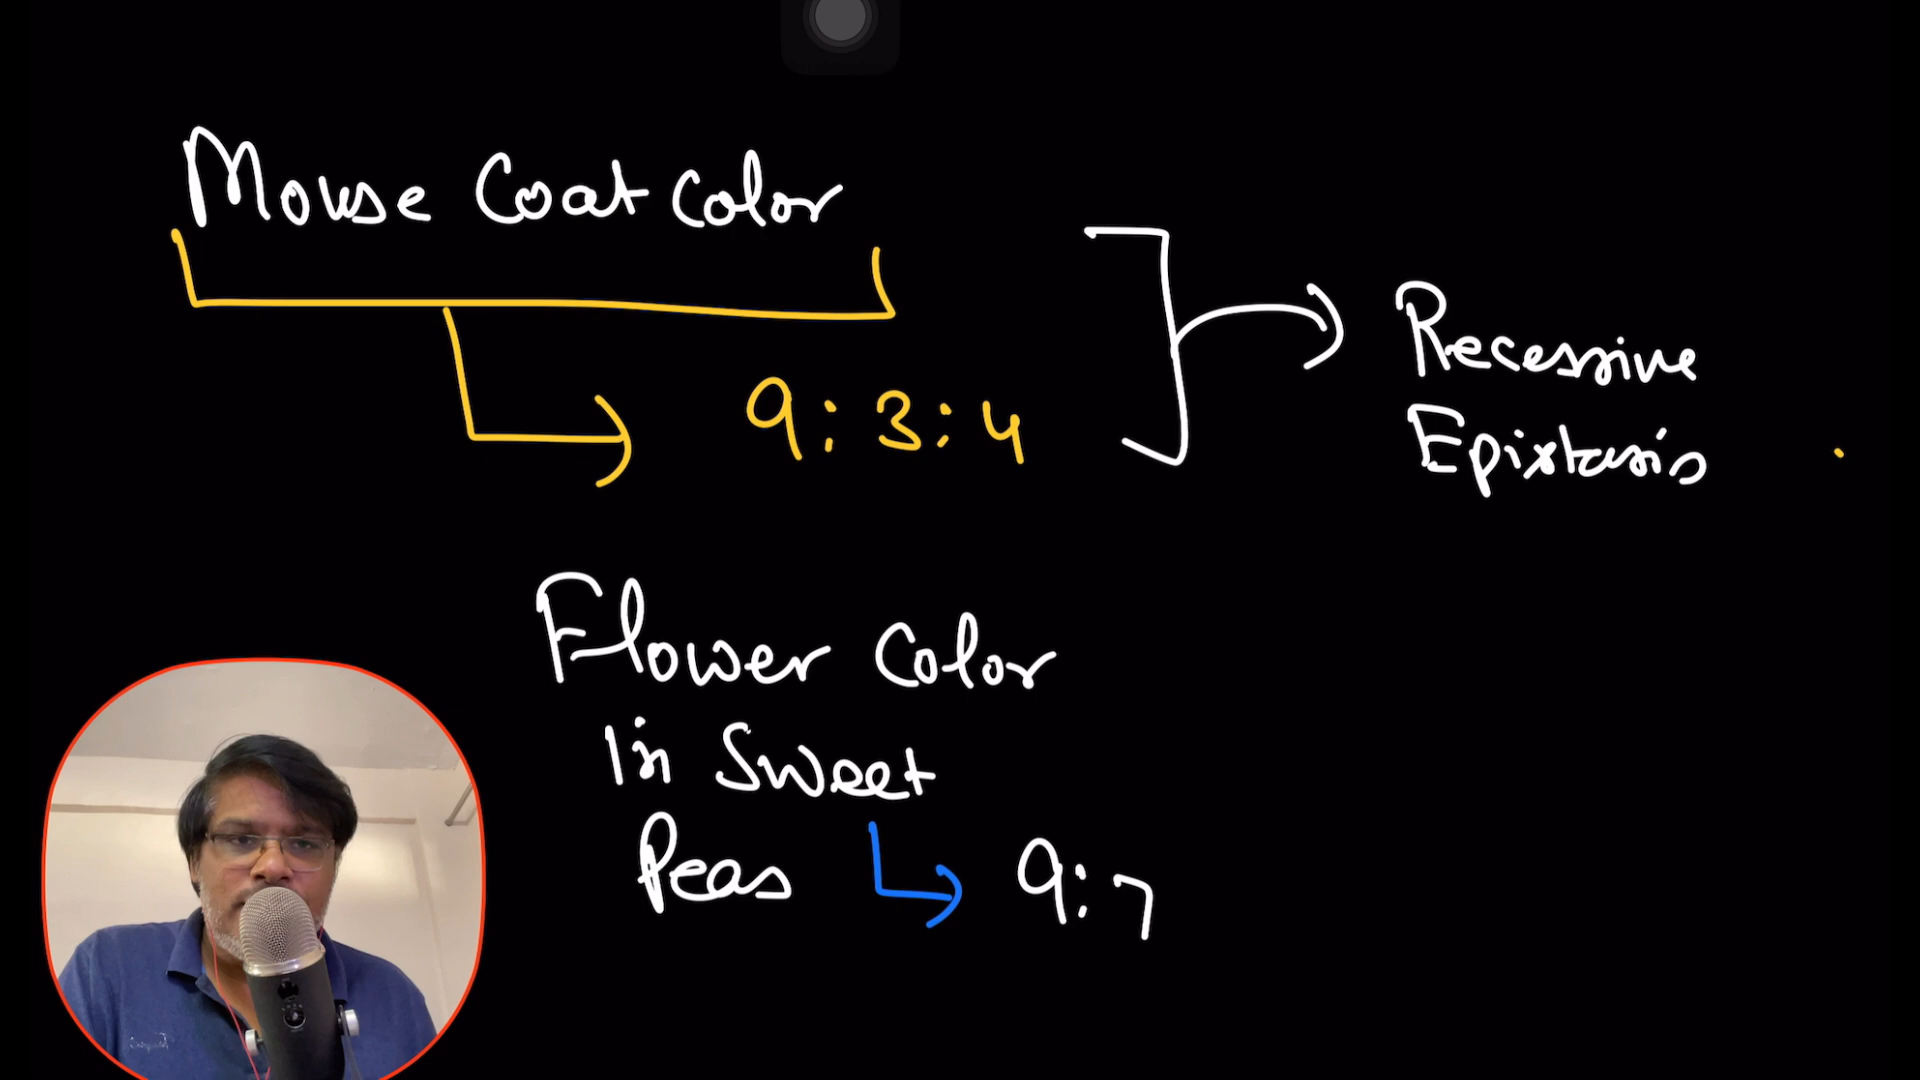 Mouse Coat Color
9:3:4
Recessive
Epistasis
Flower Color
In Sweet
Peas
9:7